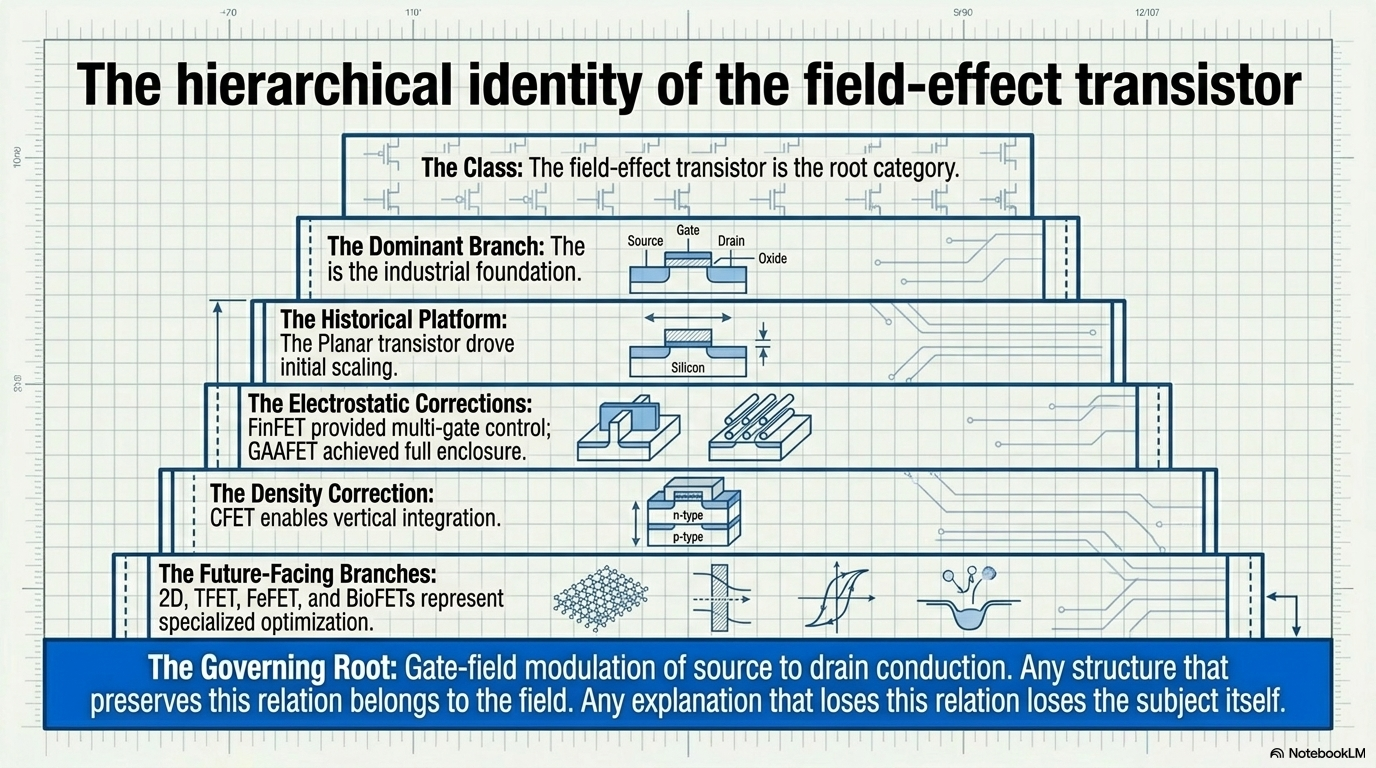 -+70
110'
Sr90
12/107
The hierarchical identity of the field-effect transistor
The Class: The field-effect transistor is the root category.
The Dominant Branch: The
is the industrial foundation.
Source
Gate
Drain
Oxide
The Historical Platform:
The Planar transistor drove
initial scaling.
Silicon
The Electrostatic Corrections:
FinFET provided multi-gate control;
GAAFET achieved full enclosure.
The Density Correction:
CFET enables vertical integration.
n-type
p-type
The Future-Facing Branches:
2D, TFET, FeFET, and BioFETs represent
specialized optimization.
The Governing Root: Gate-field modulation of source to drain conduction. Any structure that
preserves this relation belongs to the field. Any explanation that loses this relation loses the subject itself.
NotebookLM